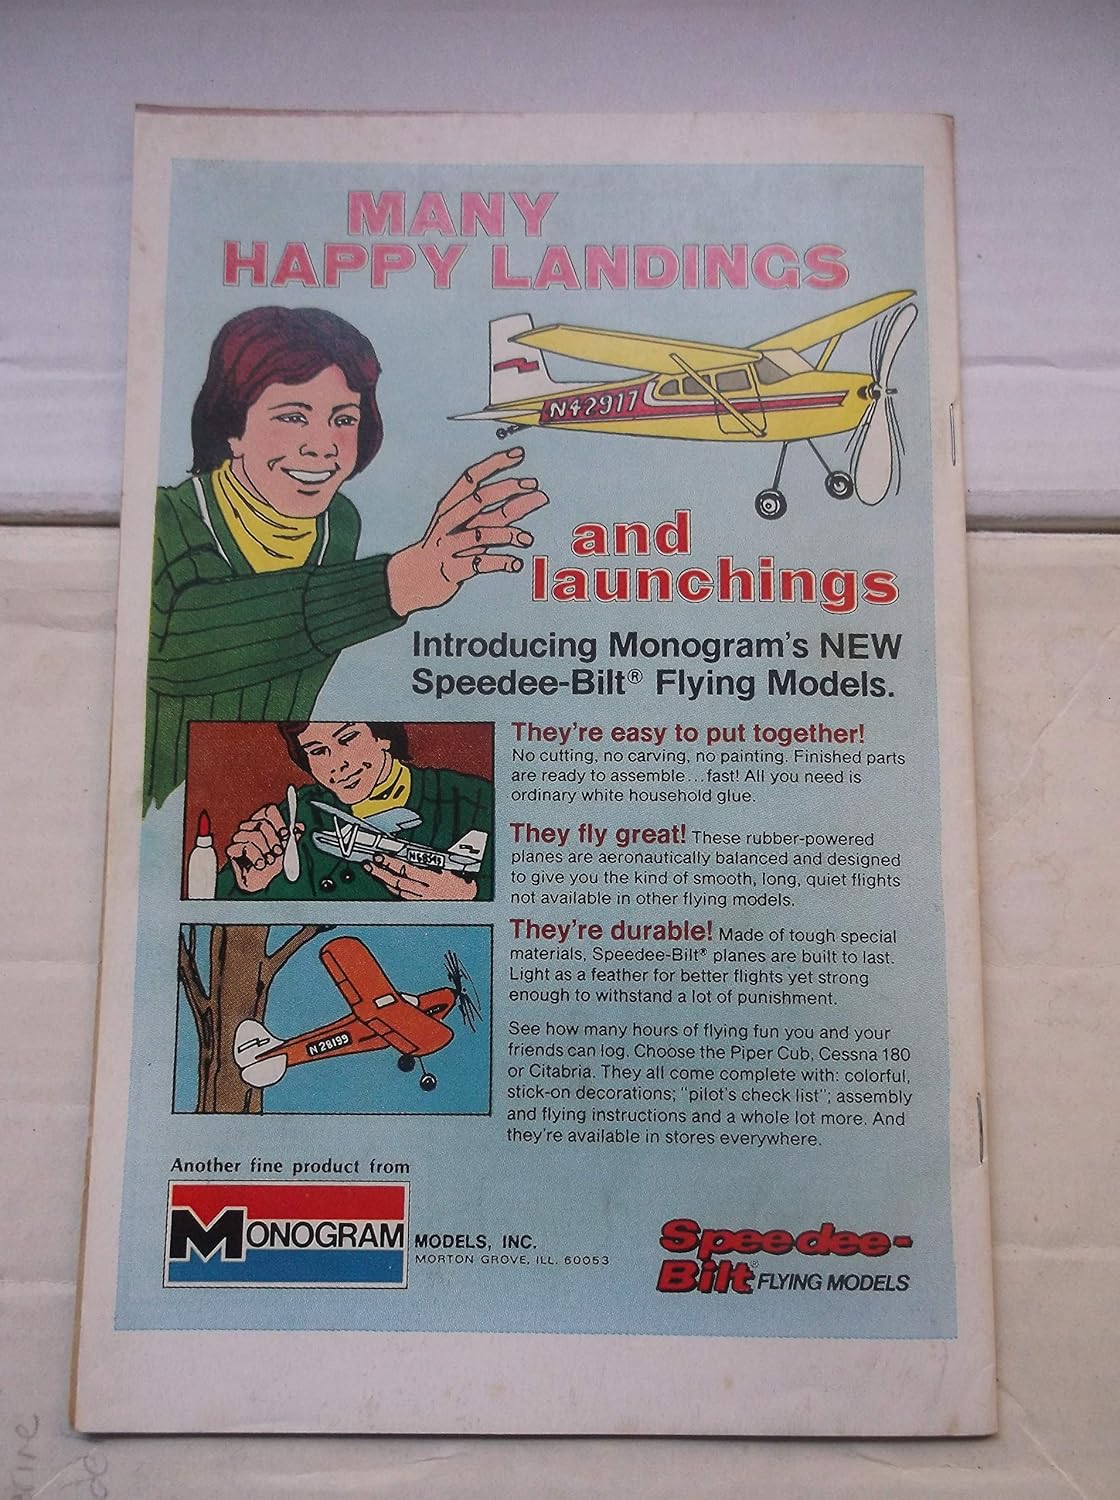 MANY
HAPPY LANDINGS
N42917
and
launchings
Introducing Monogram's NEW
Speedee-Bilt® Flying Models.
They're easy to put together!
No cutting, no carving, no painting. Finished parts
are ready to assemble...fast! All you need is
ordinary white household glue.
They fly great! These rubber-powered
planes are aeronautically balanced and designed
to give you the kind of smooth, long, quiet flights
not available in other flying models.
They're durable! Made of tough special
materials, Speedee-Bilt® planes are built to last.
Light as a feather for better flights yet strong
enough to withstand a lot of punishment.
N28199
See how many hours of flying fun you and your
friends can log. Choose the Piper Cub, Cessna 180
or Citabria. They all come complete with: colorful,
stick-on decorations; "pilot's check list"; assembly
and flying instructions and a whole lot more. And
they're available in stores everywhere.
Another fine product from
MONOGRAM MODELS, INC.
MORTON GROVE, ILL. 60053
Speedee-
Bilt® FLYING MODELS